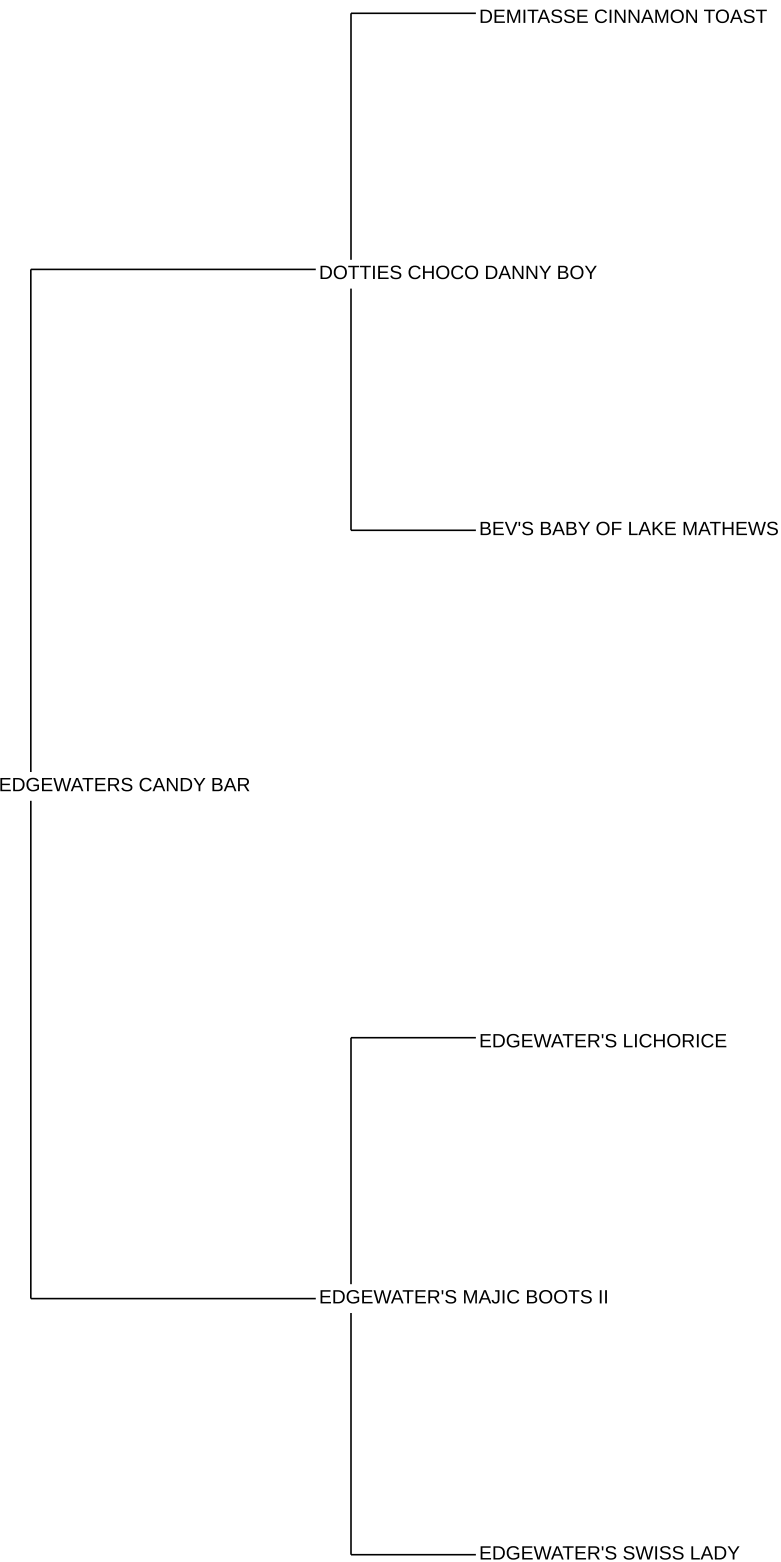 DEMITASSE CINNAMON TOAST
DOTTIES CHOCO DANNY BOY
BEV'S BABY OF LAKE MATHEWS
EDGEWATERS CANDY BAR
EDGEWATER'S LICHORICE
EDGEWATER'S MAJIC BOOTS II
EDGEWATER'S SWISS LADY